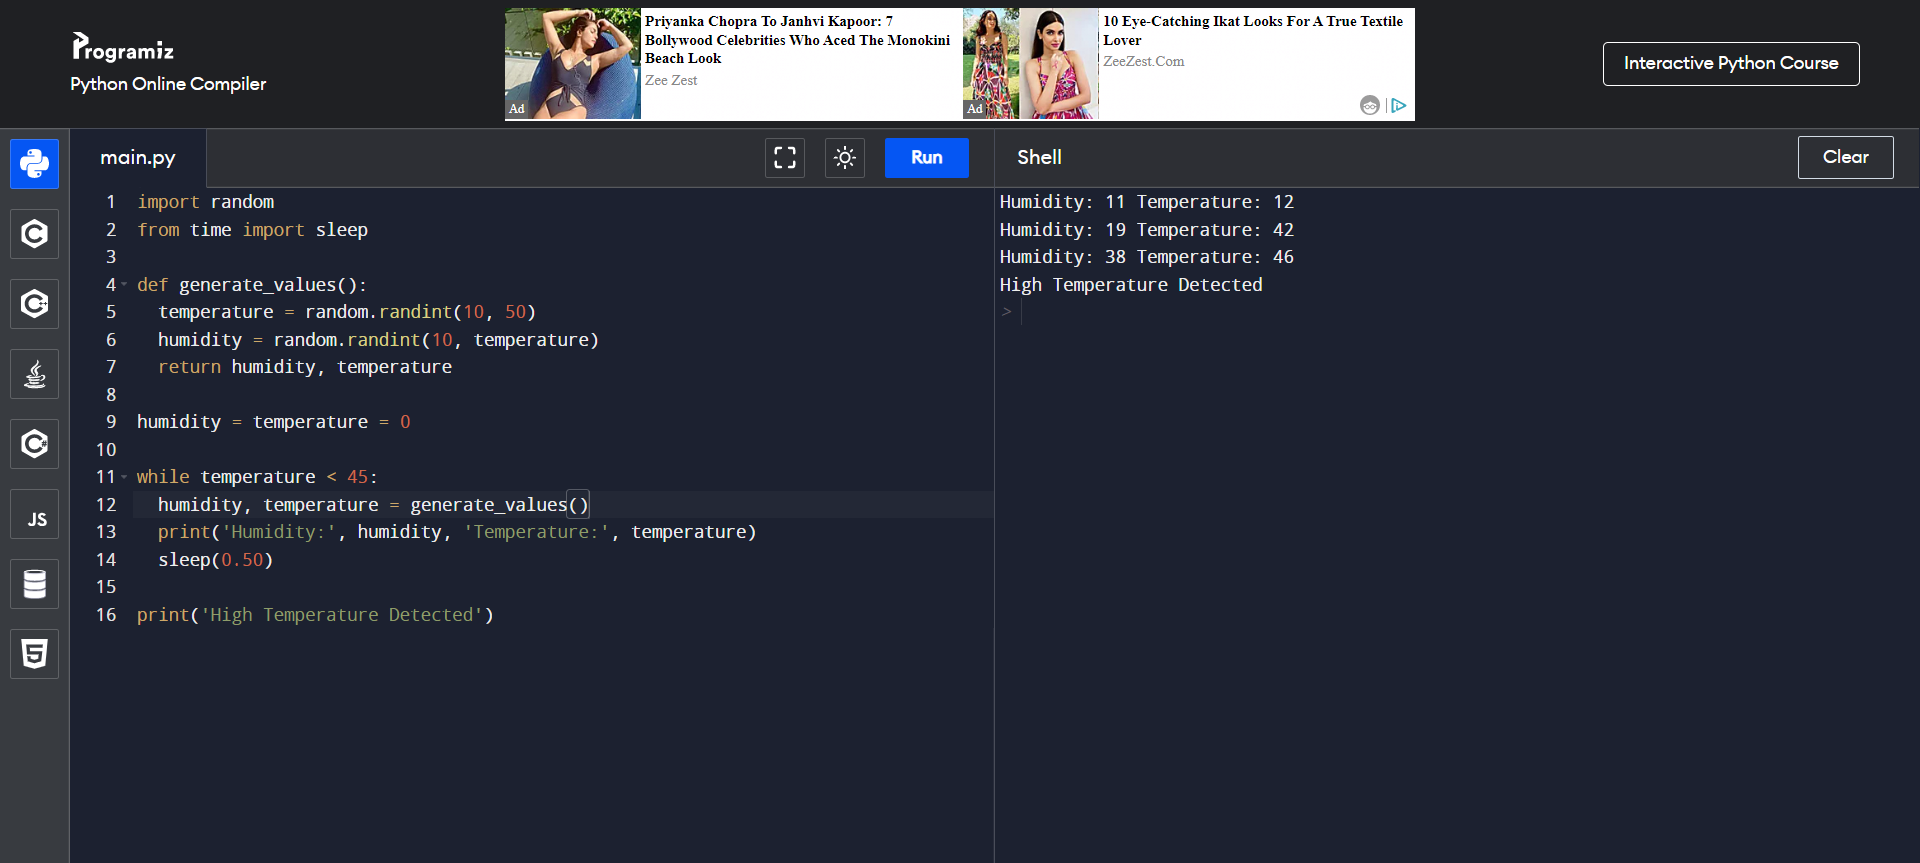 Programiz
Python Online Compiler
Priyanka Chopra To Janhvi Kapoor: 7
Bollywood Celebrities Who Aced The Monokini
Beach Look
Zee Zest
Ad
10 Eye-Catching Ikat Looks For A True Textile
Lover
ZeeZest.Com
Ad
Interactive Python Course
main.py
Run
Shell
Clear
C
C++
C#
JS
5
1 import random
2 from time import sleep
3
4 def generate_values():
5   temperature = random.randint(10, 50)
6   humidity = random.randint(10, temperature)
7   return humidity, temperature
8
9 humidity = temperature = 0
10
11 while temperature < 45:
12   humidity, temperature = generate_values()
13   print('Humidity:', humidity, 'Temperature:', temperature)
14   sleep(0.50)
15
16 print('High Temperature Detected')
Humidity: 11 Temperature: 12
Humidity: 19 Temperature: 42
Humidity: 38 Temperature: 46
High Temperature Detected
>